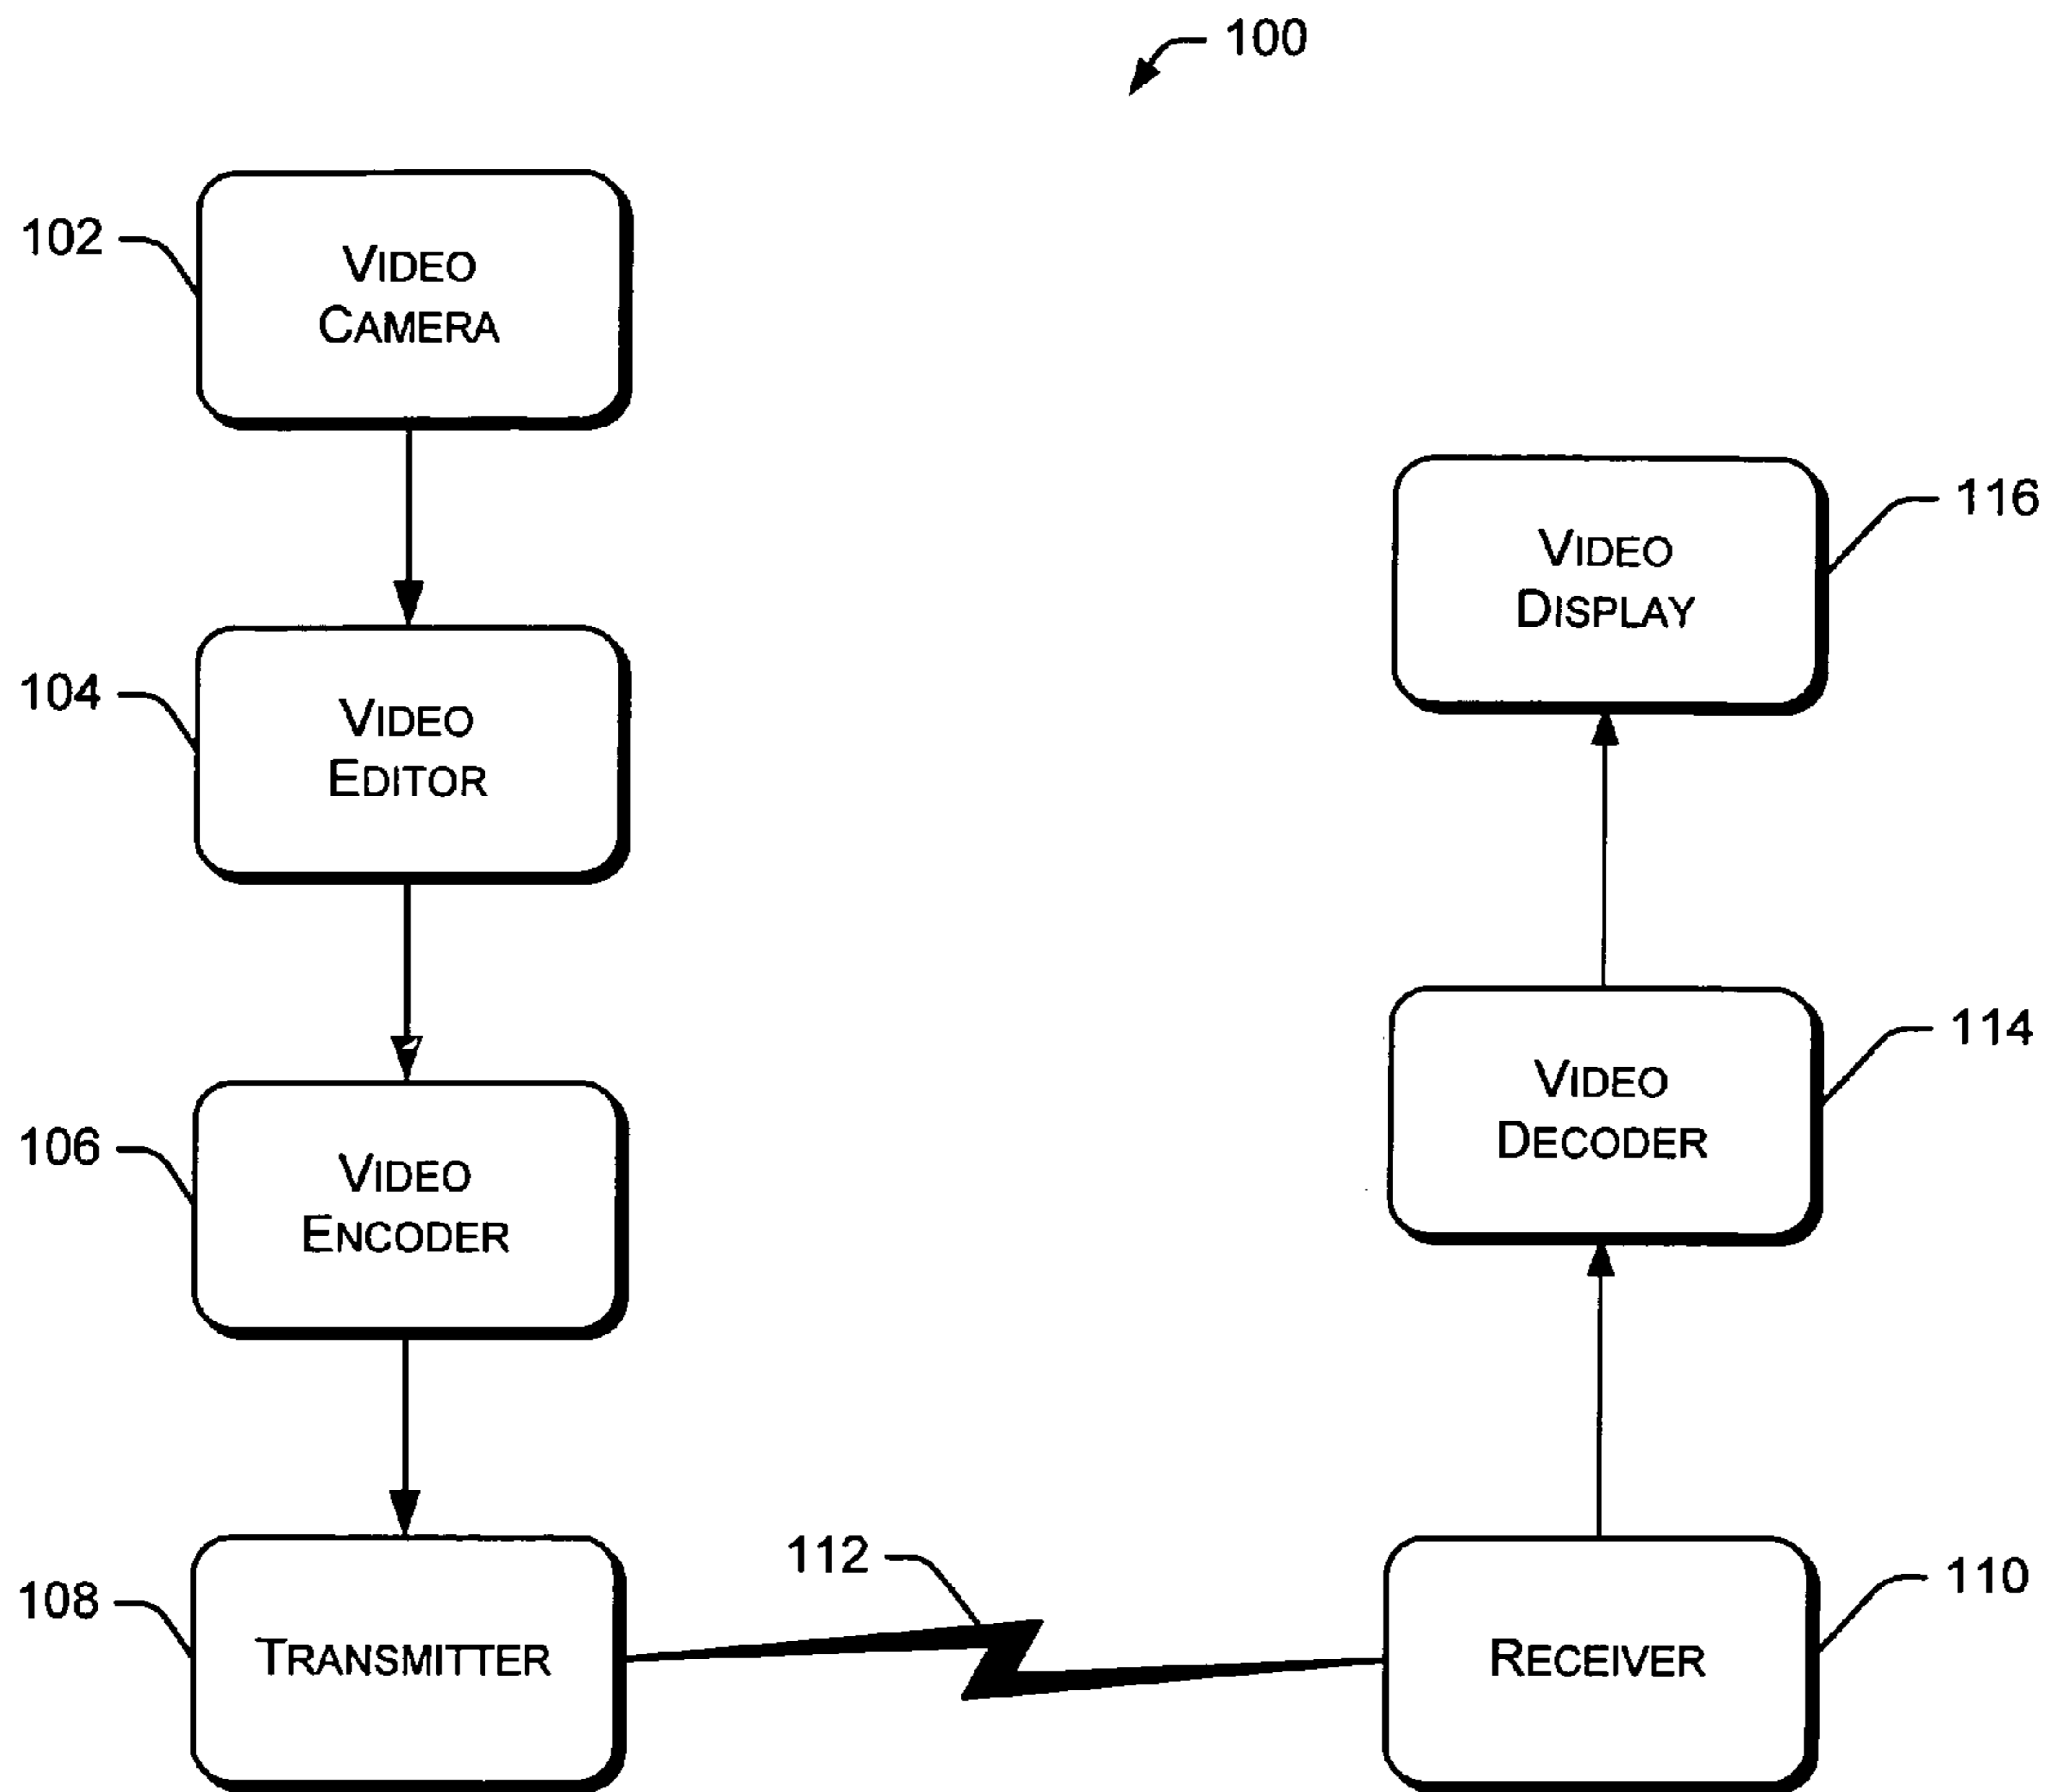 100
102
VIDEO
CAMERA
104
VIDEO
EDITOR
106
VIDEO
ENCODER
108
TRANSMITTER
112
116
VIDEO
DISPLAY
114
VIDEO
DECODER
110
RECEIVER